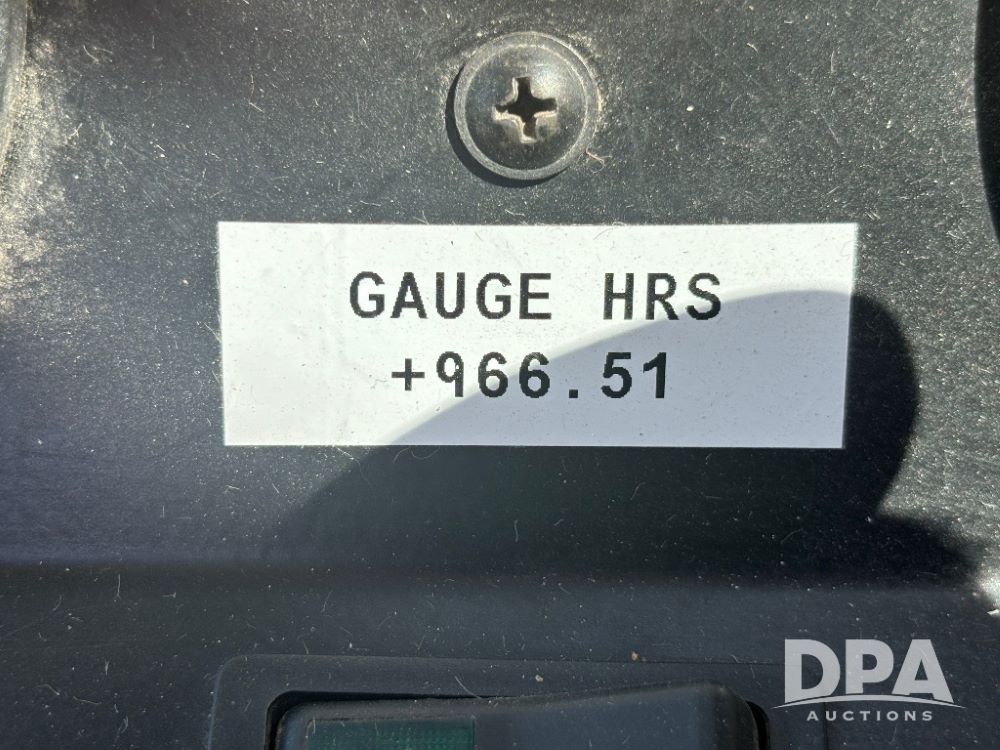 GAUGE HRS
+966.51
DPA
AUCTIONS